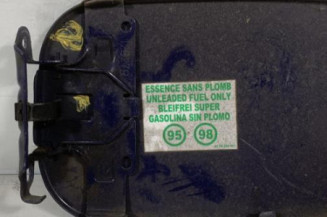 ESSENCE SANS PLOMB
UNLEADED FUEL ONLY
BLEIFREI SUPER
GASOLINA SIN PLOMO
95 98